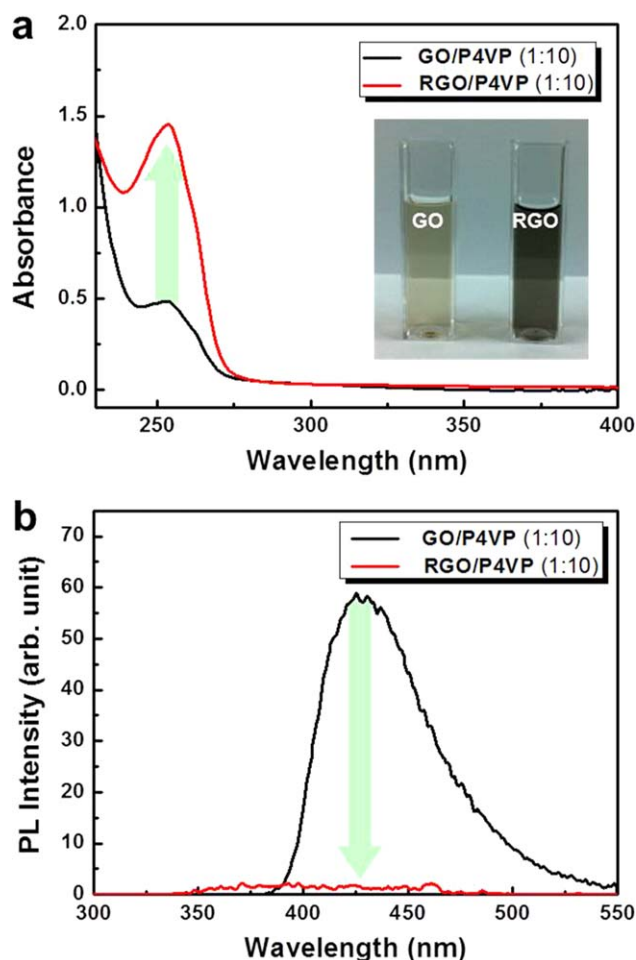 a
2.0
1.5
1.0
0.5
0.0
Absorbance
GO/P4VP (1:10)
RGO/P4VP (1:10)
GO
RGO
250
300
350
400
Wavelength (nm)
b
70
60
50
40
30
20
10
0
PL Intensity (arb. unit)
GO/P4VP (1:10)
RGO/P4VP (1:10)
300
350
400
450
500
550
Wavelength (nm)